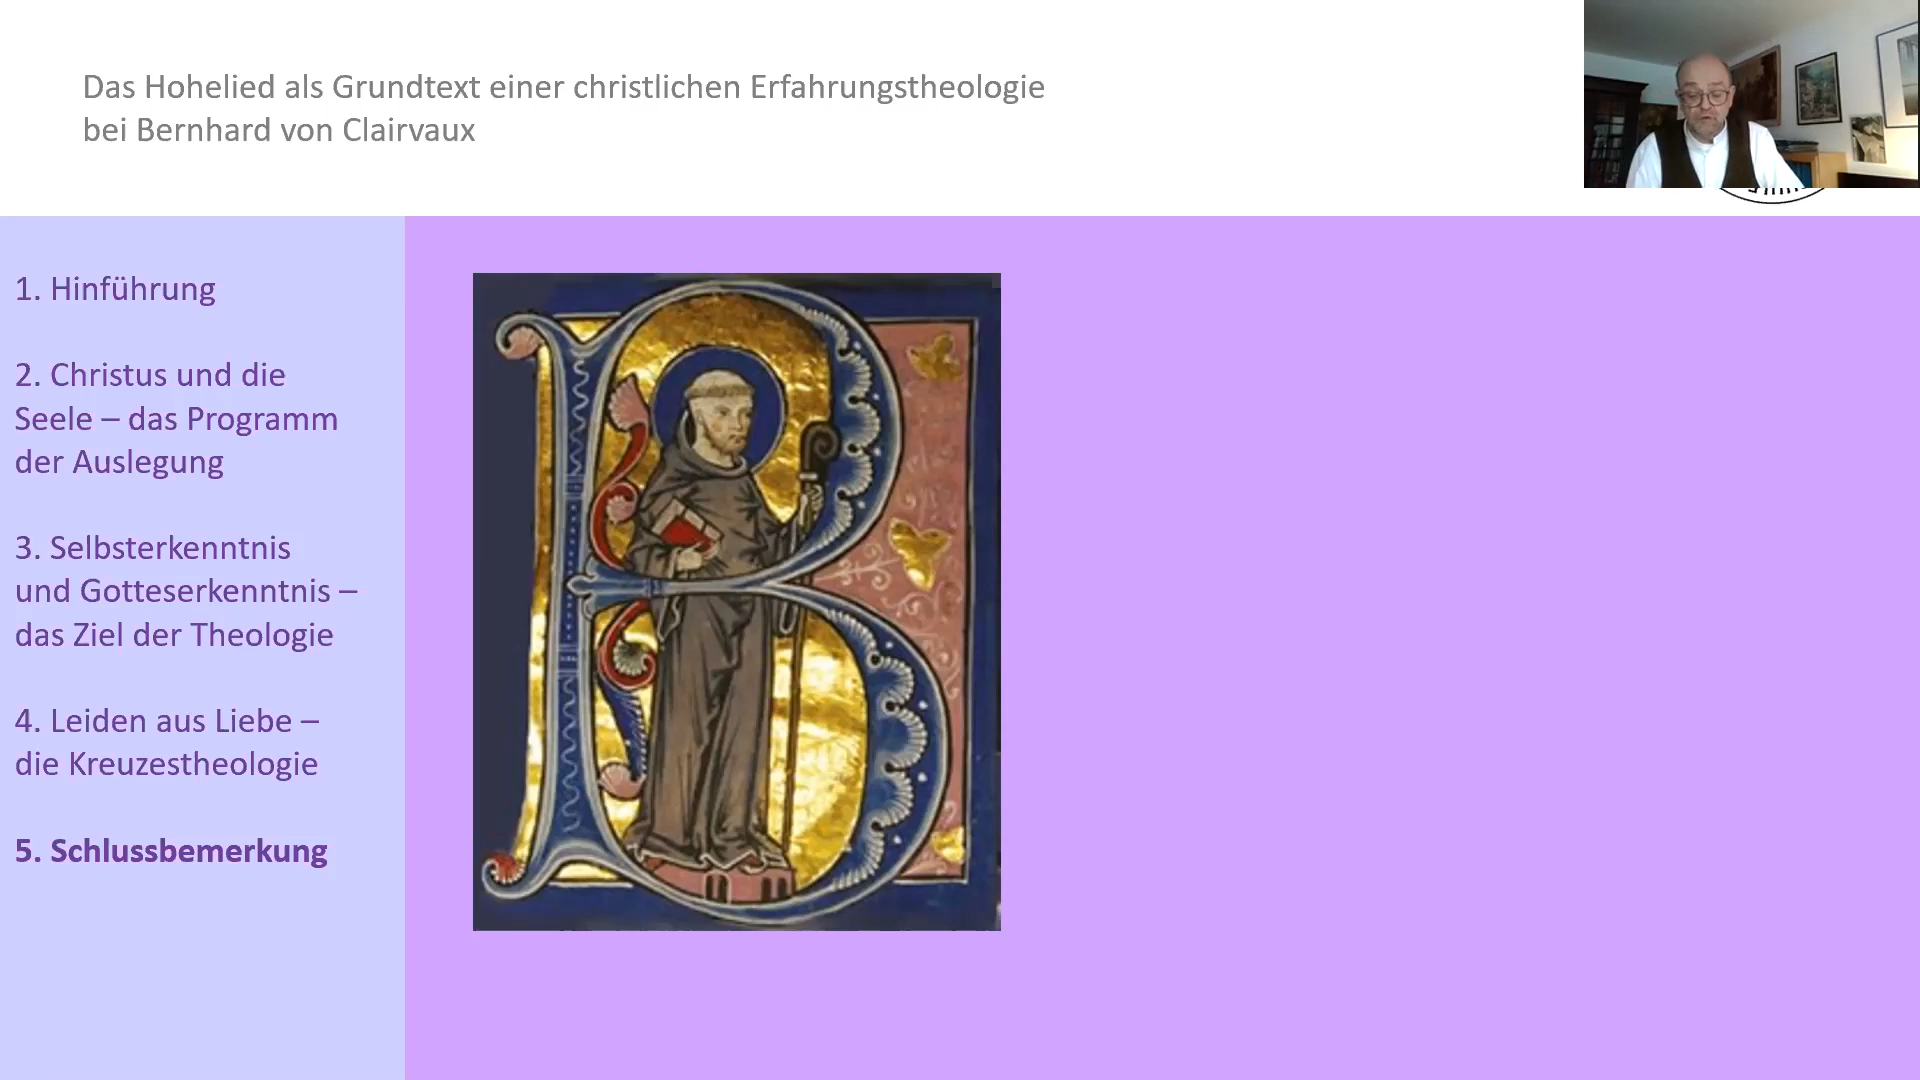 Das Hohelied als Grundtext einer christlichen Erfahrungstheologie
bei Bernhard von Clairvaux
1. Hinführung
2. Christus und die
Seele – das Programm
der Auslegung
3. Selbsterkenntnis
und Gotteserkenntnis –
das Ziel der Theologie
4. Leiden aus Liebe –
die Kreuzestheologie
5. Schlussbemerkung